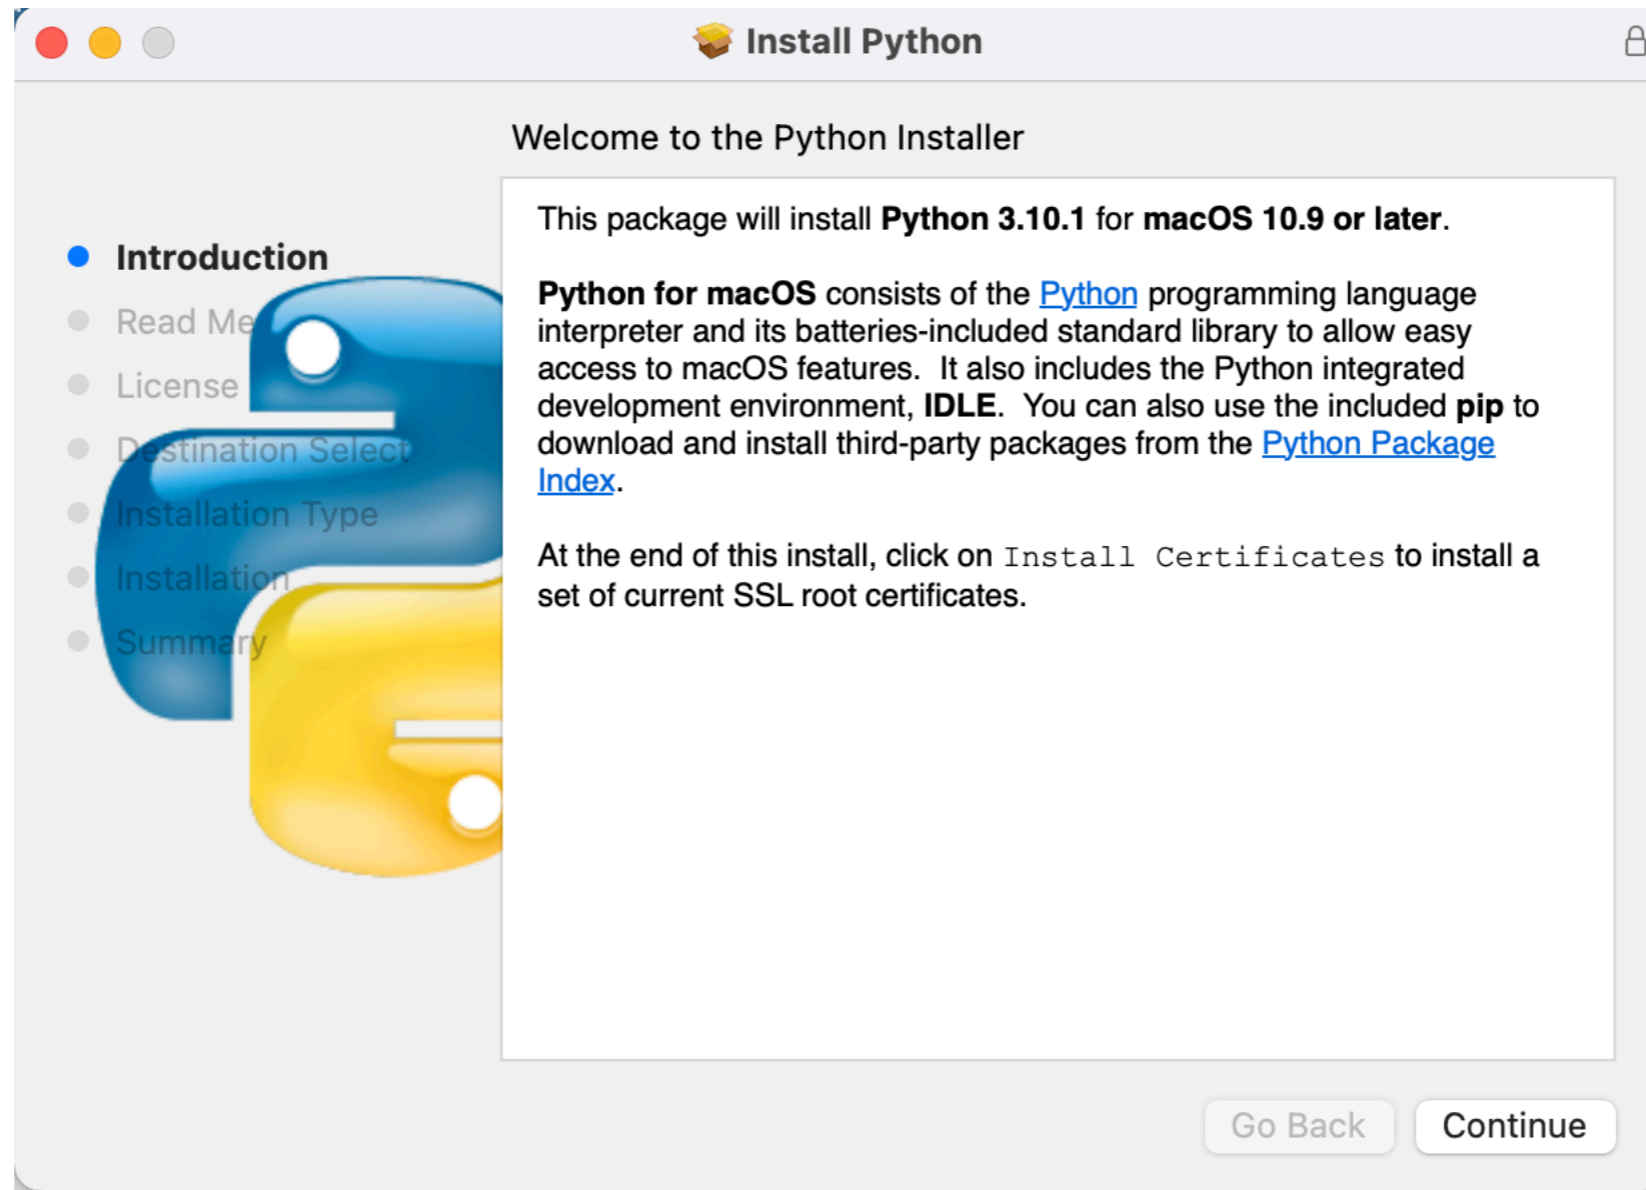 Install Python
Welcome to the Python Installer
Introduction
Read Me
License
Destination Select
Installation Type
Installation
Summary
This package will install Python 3.10.1 for macOS 10.9 or later.
Python for macOS consists of the Python programming language
interpreter and its batteries-included standard library to allow easy
access to macOS features.  It also includes the Python integrated
development environment, IDLE.  You can also use the included pip to
download and install third-party packages from the Python Package
Index.
At the end of this install, click on Install Certificates to install a
set of current SSL root certificates.
Go Back
Continue